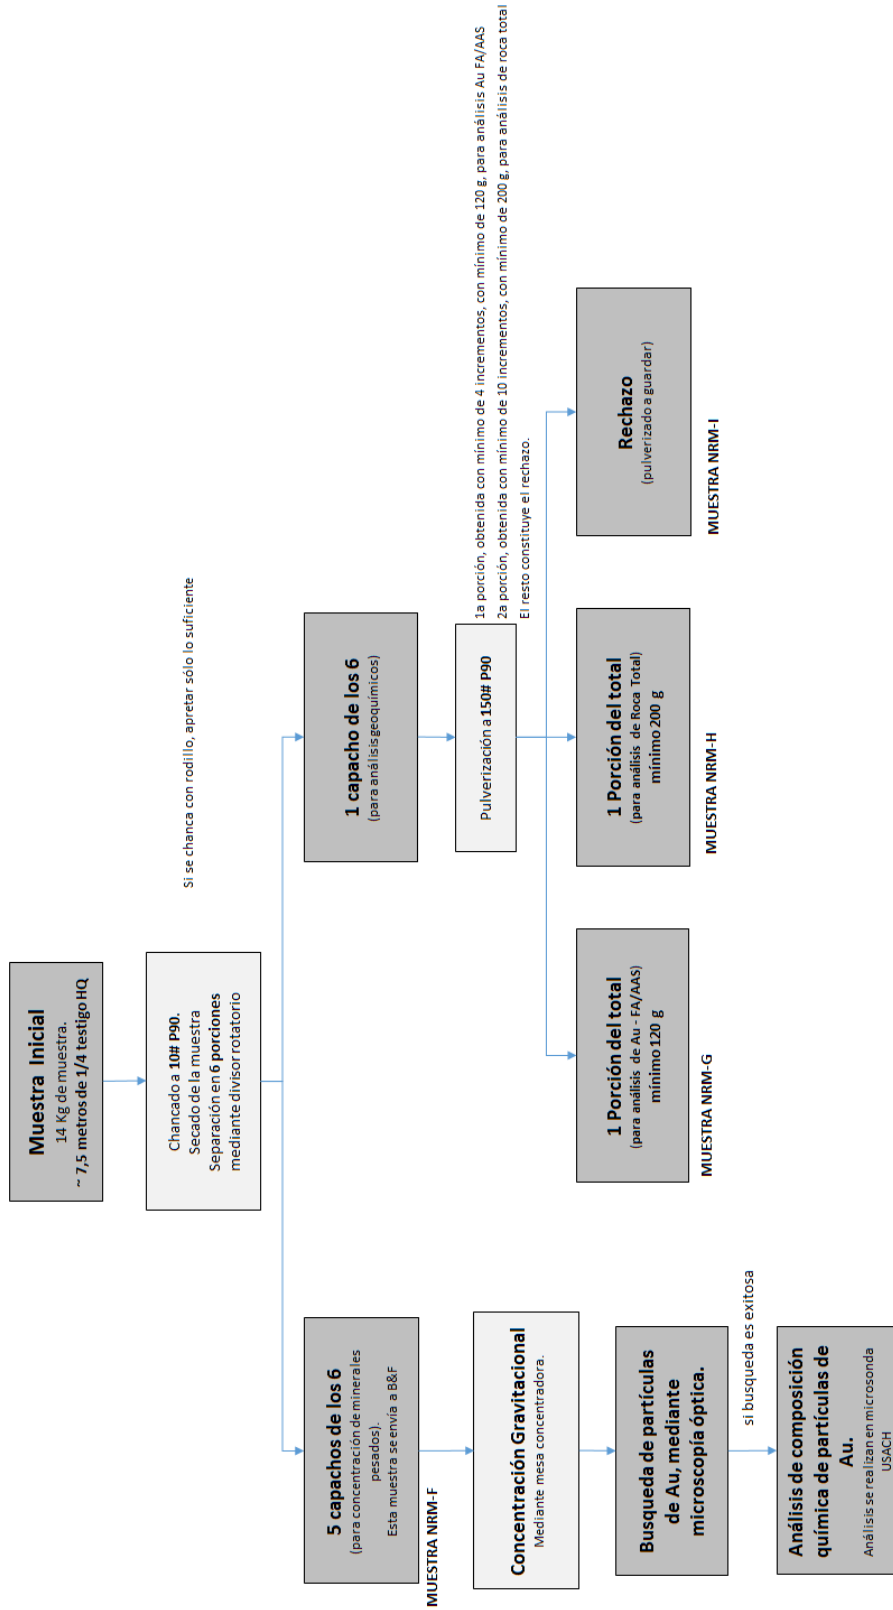 Muestra Inicial
14 Kg de muestra.
~ 7,5 metros de 1/4 testigo HQ
Chancado a 10# P90.
Secado de la muestra
Separación en 6 porciones
mediante divisor rotatorio
Si se chanca con rodillo, apretar sólo lo suficiente
5 capachos de los 6
(para concentración de minerales
pesados).
Esta muestra se envía a B&F
MUESTRA NRM-F
Concentración Gravitacional
Mediante mesa concentradora.
Busqueda de partículas
de Au, mediante
microscopía óptica.
si busqueda es exitosa
Análisis de composición
química de partículas de
Au.
Análisis se realizan en microsonda
USACH
1 capacho de los 6
(para análisis geoquímicos)
Pulverización a 150# P90
1a porción, obtenida con mínimo de 4 incrementos, con mínimo de 120 g, para análisis Au FA/AAS
2a porción, obtenida con mínimo de 10 incrementos, con mínimo de 200 g, para análisis de roca total
El resto constituye el rechazo.
1 Porción del total
(para análisis de Au - FA/AAS)
mínimo 120 g
MUESTRA NRM-G
1 Porción del total
(para análisis de Roca Total)
mínimo 200 g
MUESTRA NRM-H
Rechazo
(pulverizado a guardar)
MUESTRA NRM-I